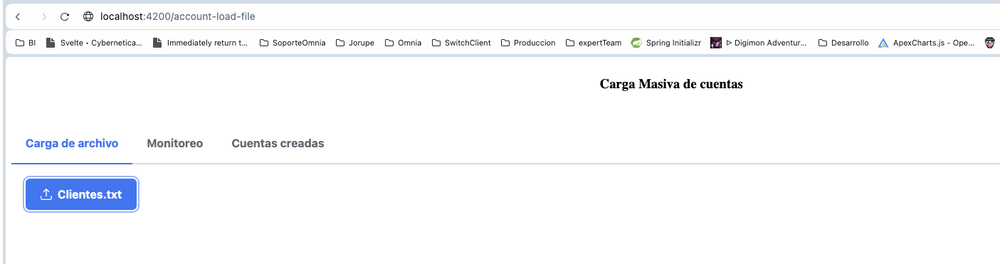 localhost:4200/account-load-file
BI Svelte • Cybernetica... Immediately return t... SoporteOmnia Jorupe Omnia SwitchClient Produccion expertTeam Spring Initializr ⊳ Digimon Adventur... Desarrollo ApexCharts.js - Ope...
Carga Masiva de cuentas
Carga de archivo Monitoreo Cuentas creadas
Clientes.txt